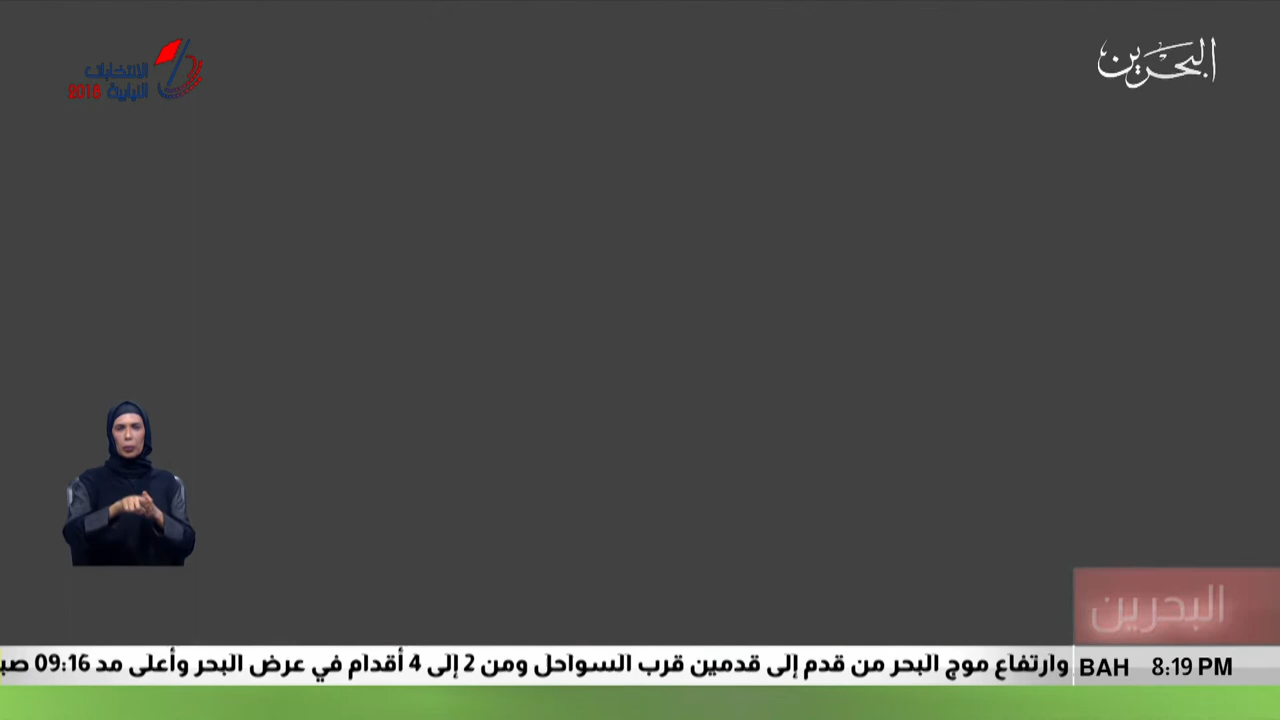 البحرين
الانتخابات
النيابية 2018
البحرين
وارتفاع موج البحر من قدم إلى قدمين قرب السواحل ومن 2 إلى 4 أقدام في عرض البحر وأعلى مد 09:16 صبا
BAH 8:19 PM